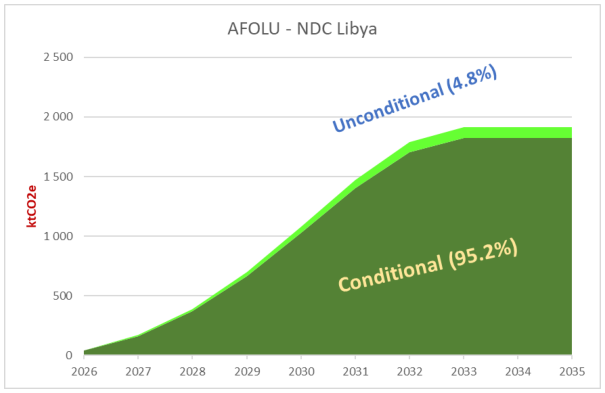 AFOLU - NDC Libya
2 500
2 000
1 500
1 000
500
0
ktCO2e
Unconditional (4.8%)
Conditional (95.2%)
2026 2027 2028 2029 2030 2031 2032 2033 2034 2035